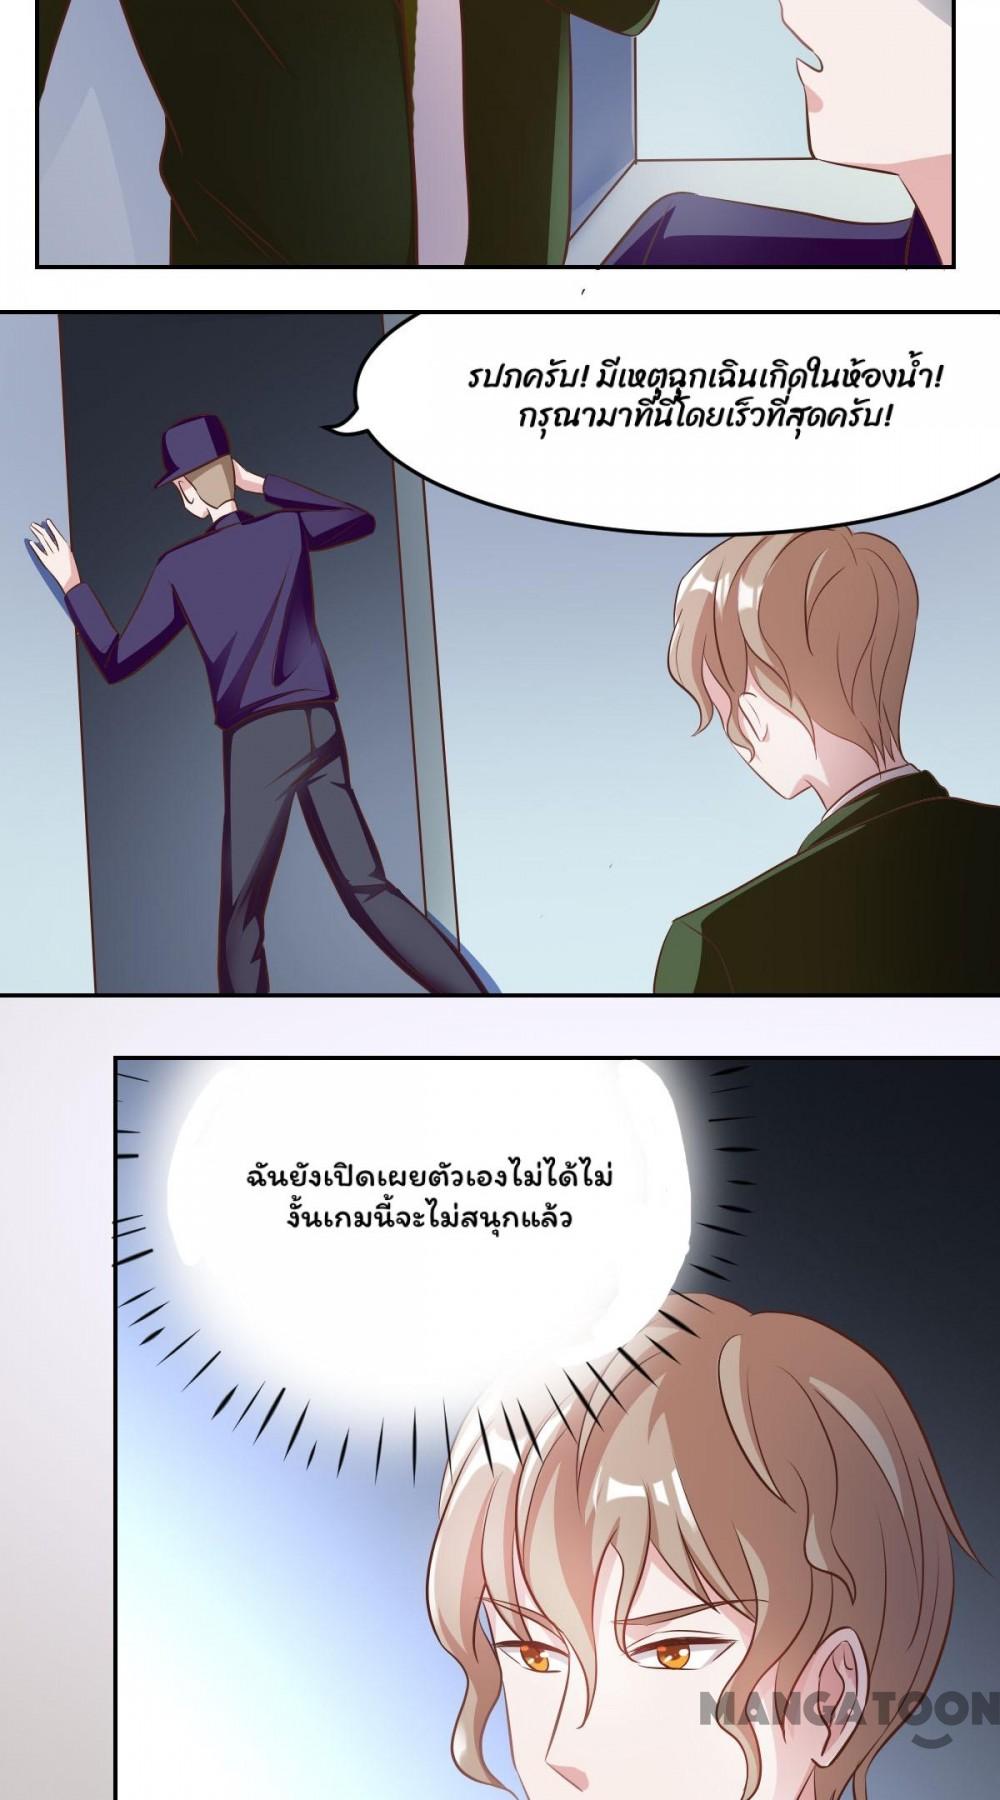 รปภครับ! มีเหตุฉุกเฉินเกิดในห้องน้ำ!
กรุณามาที่นี่โดยเร็วที่สุดครับ!
ฉันยังเปิดเผยตัวเองไม่ได้ไม่
งั้นเกมนี้จะไม่สนุกแล้ว
MANGATOON